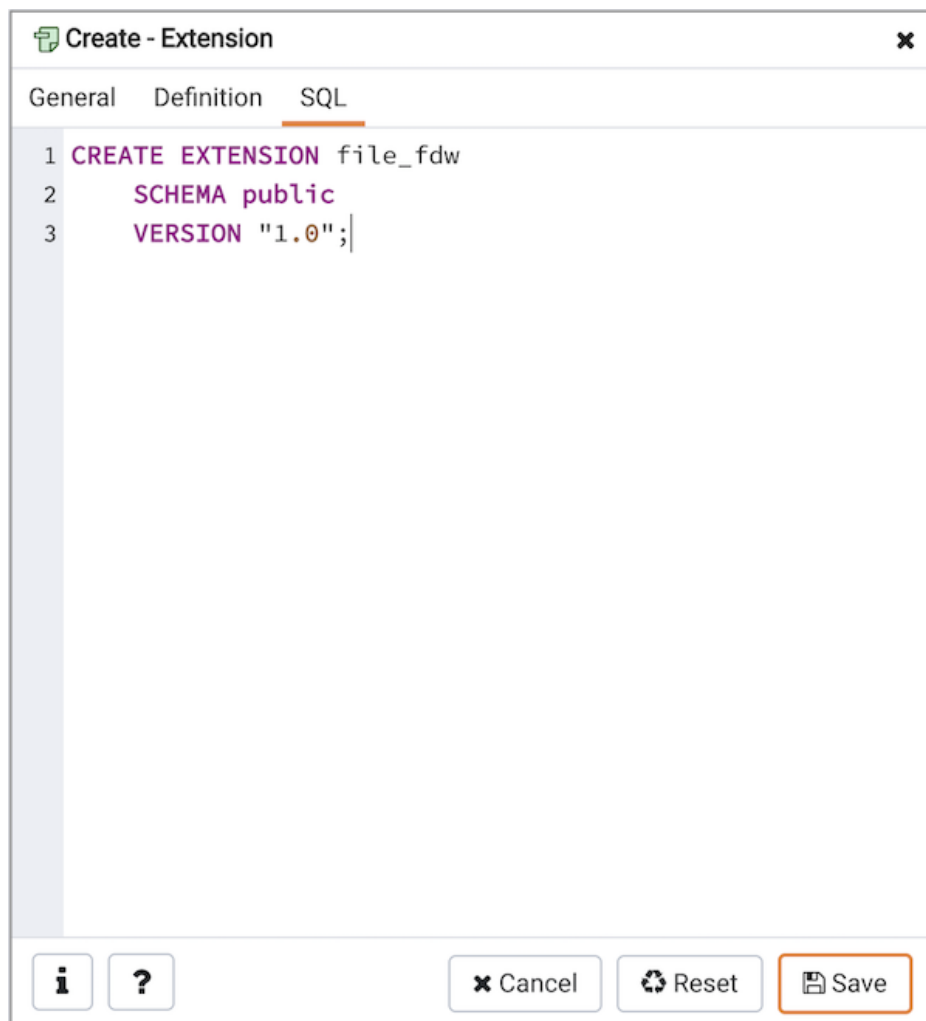 Create - Extension
General Definition SQL
1 CREATE EXTENSION file_fdw
2 SCHEMA public
3 VERSION "1.0";
i ? Cancel Reset Save